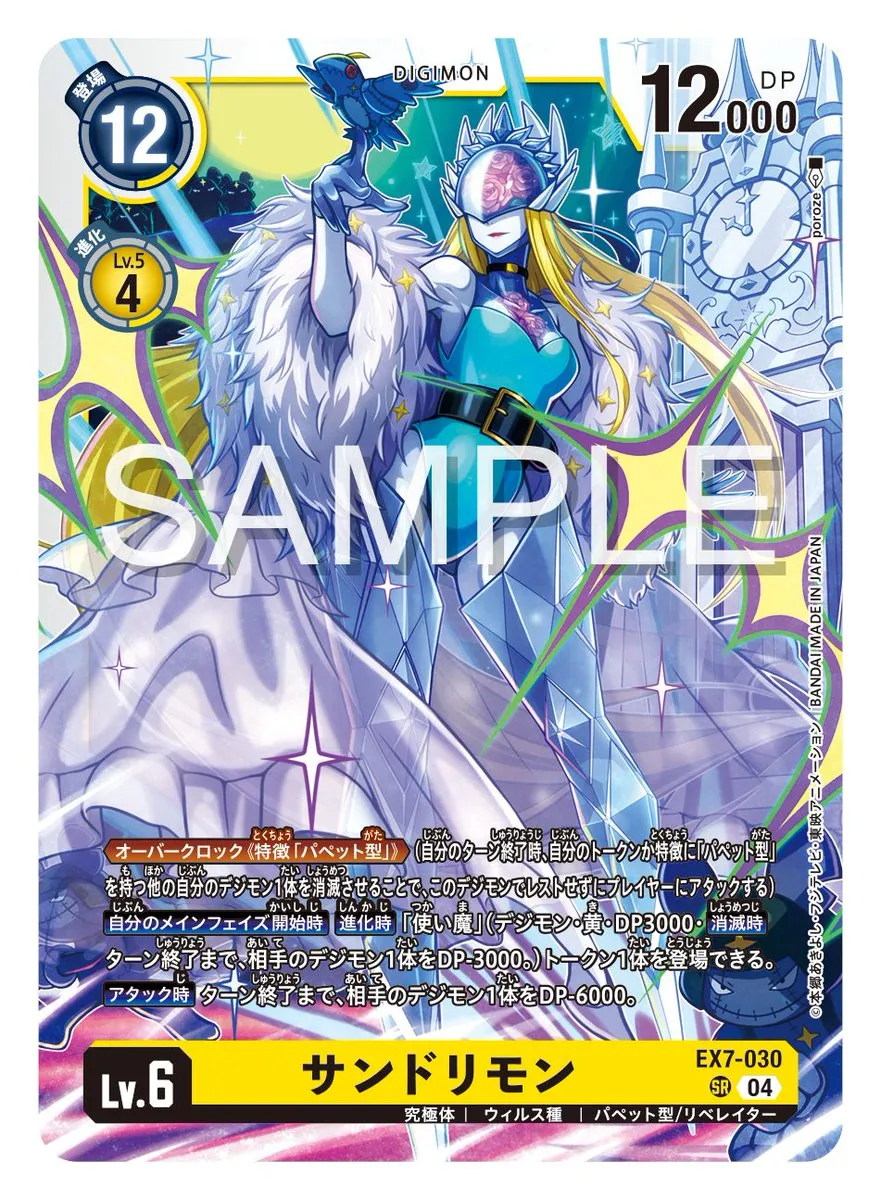 登場
12
DIGIMON
12000
DP
進化
Lv.5
4
poroze
SAMPLE
オーバークロック《特徴「パペット型」》(自分のターン終了時、自分のトークンか特徴に「パペット型」
を持つ他の自分のデジモン1体を消滅させることで、このデジモンでレストせずにプレイヤーにアタックする)
自分のメインフェイズ開始時 進化時 「使い魔」(デジモン・黄・DP3000・消滅時
ターン終了まで、相手のデジモン1体をDP-3000。)トークン1体を登場できる。
アタック時 ターン終了まで、相手のデジモン1体をDP-6000。
©本郷あきよし・フジテレビ・東映アニメーション BANDAI MADE IN JAPAN
Lv.6
サンドリモン
EX7-030
SR 04
究極体 | ウィルス種 | パペット型/リベレイター